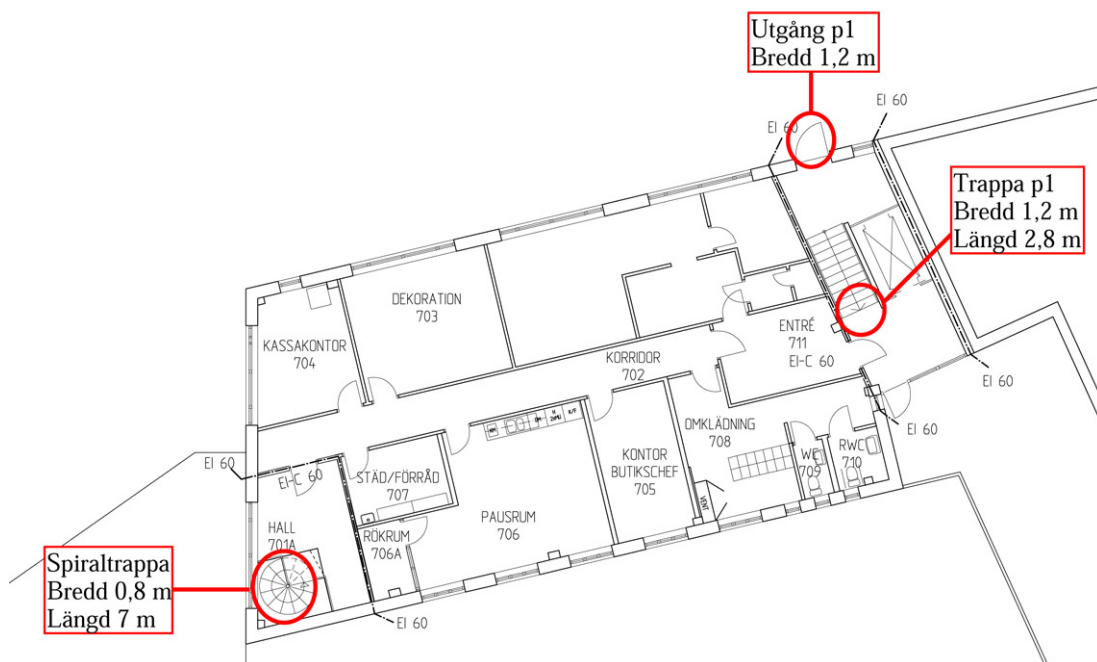 Utgång p1
Bredd 1,2 m
EI 60
EI 60
Trappa p1
Bredd 1,2 m
Längd 2,8 m
DEKORATION
703
KASSAKONTOR
704
ENTRÉ
711
EI-C 60
KORRIDOR
702
EI 60
KM
DM
K/F
OMKLÄDNING
708
EI 60
WC
709
RWC
710
KONTOR
BUTIKSCHEF
705
VENT
EI 60
EI-C 60
STÄD/FÖRRÅD
707
PAUSRUM
706
HALL
701A
RÖKRUM
706A
Spiraltrappa
Bredd 0,8 m
Längd 7 m
EI 60